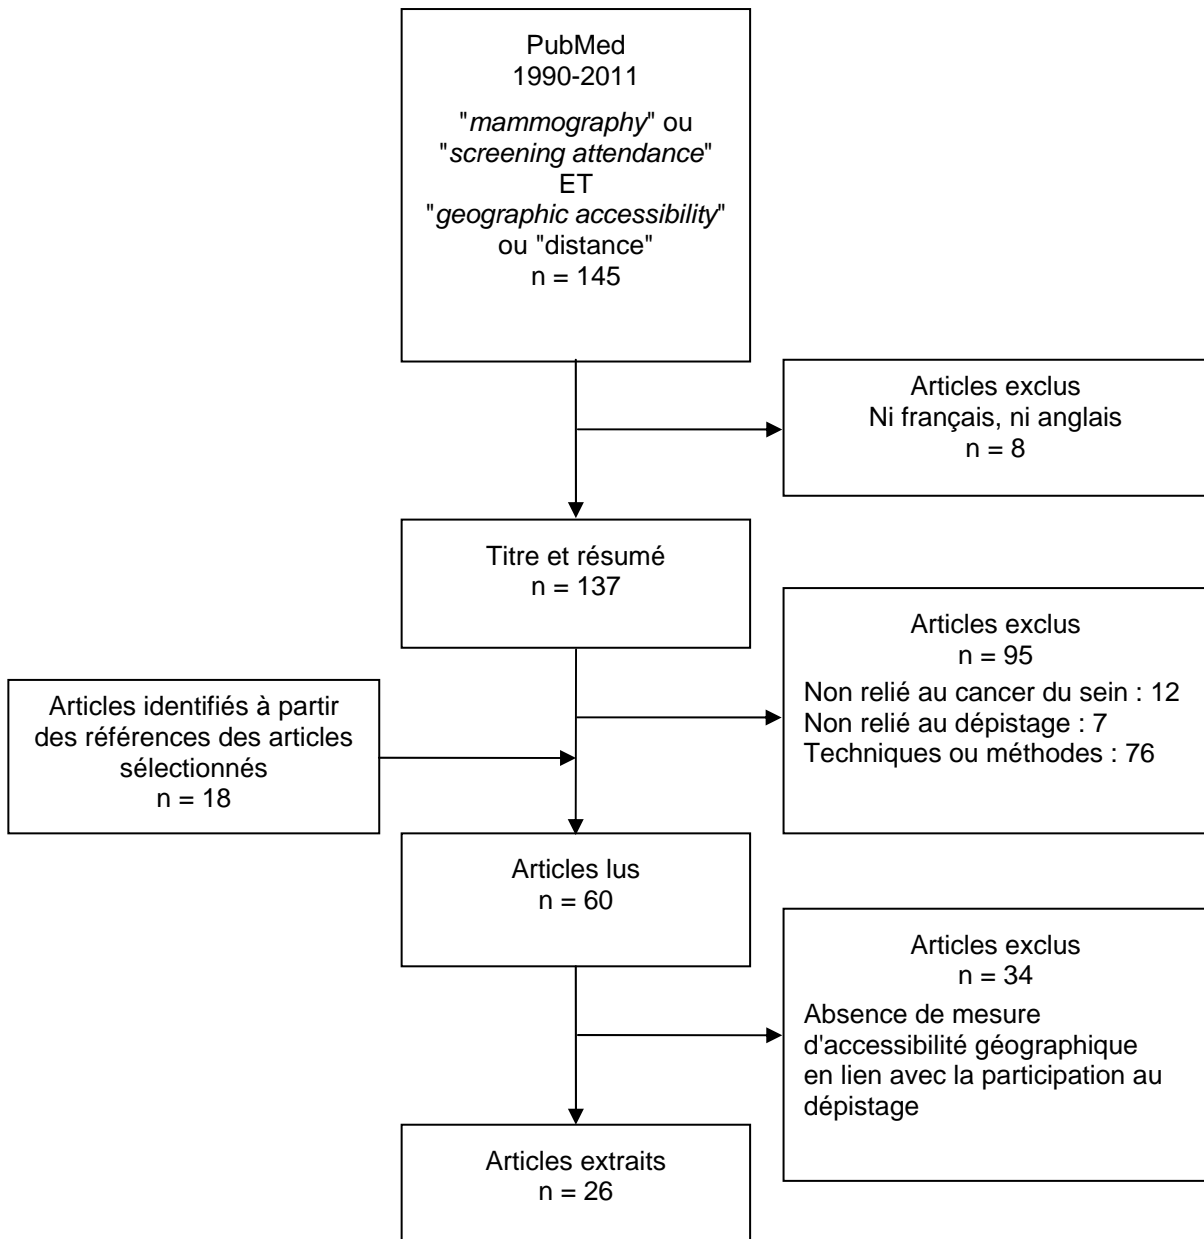 PubMed
1990-2011
"mammography" ou
"screening attendance"
ET
"geographic accessibility"
ou "distance"
n = 145
Articles exclus
Ni français, ni anglais
n = 8
Titre et résumé
n = 137
Articles exclus
n = 95
Non relié au cancer du sein : 12
Non relié au dépistage : 7
Techniques ou méthodes : 76
Articles identifiés à partir
des références des articles
sélectionnés
n = 18
Articles lus
n = 60
Articles exclus
n = 34
Absence de mesure
d'accessibilité géographique
en lien avec la participation au
dépistage
Articles extraits
n = 26